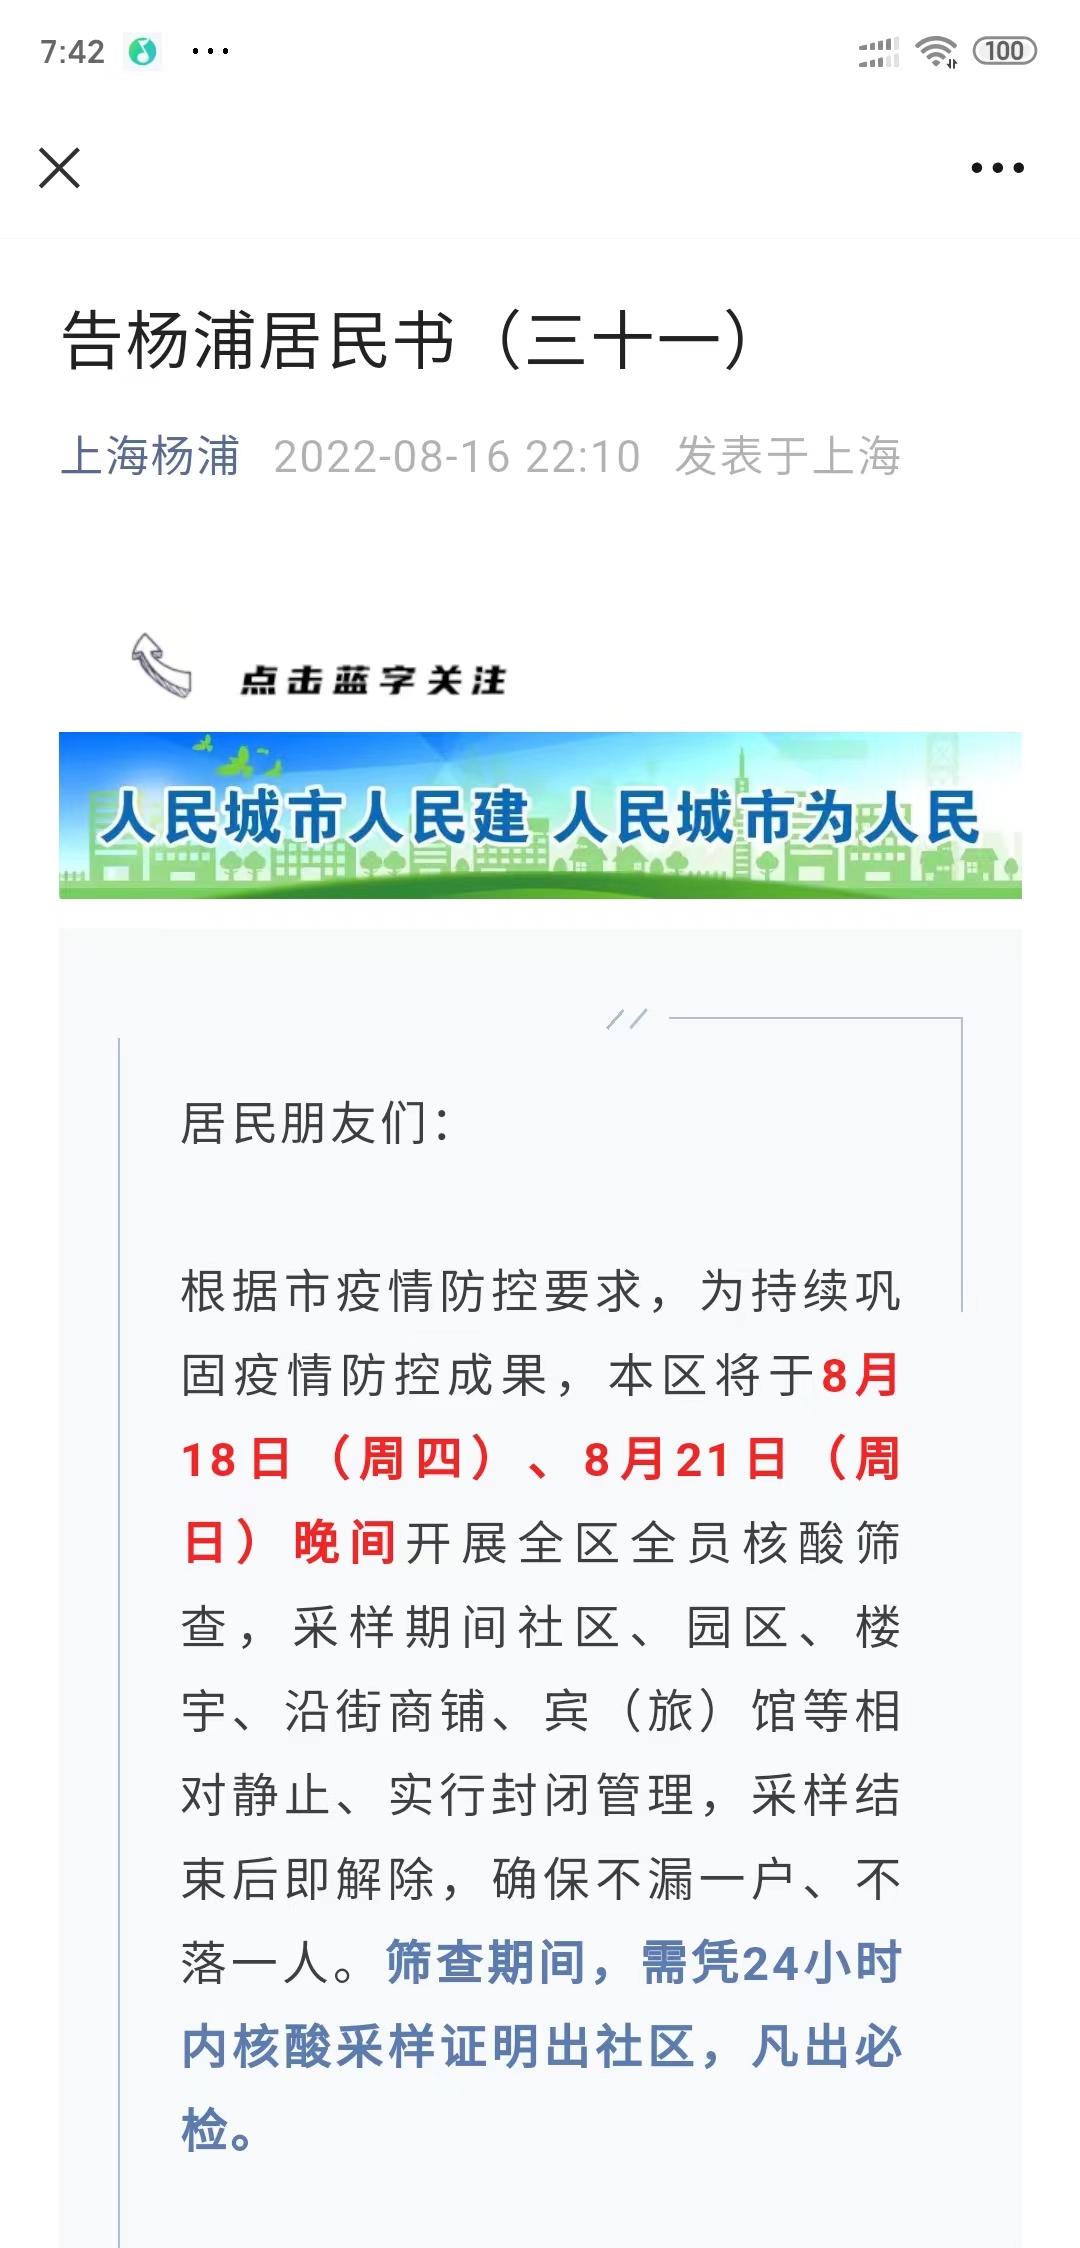 7:42
100
告杨浦居民书（三十一）
上海杨浦 2022-08-16 22:10 发表于上海
点击蓝字关注
人民城市人民建 人民城市为人民
居民朋友们：
根据市疫情防控要求，为持续巩
固疫情防控成果，本区将于8月
18日（周四）、8月21日（周
日）晚间开展全区全员核酸筛
查，采样期间社区、园区、楼
宇、沿街商铺、宾（旅）馆等相
对静止、实行封闭管理，采样结
束后即解除，确保不漏一户、不
落一人。筛查期间，需凭24小时
内核酸采样证明出社区，凡出必
检。